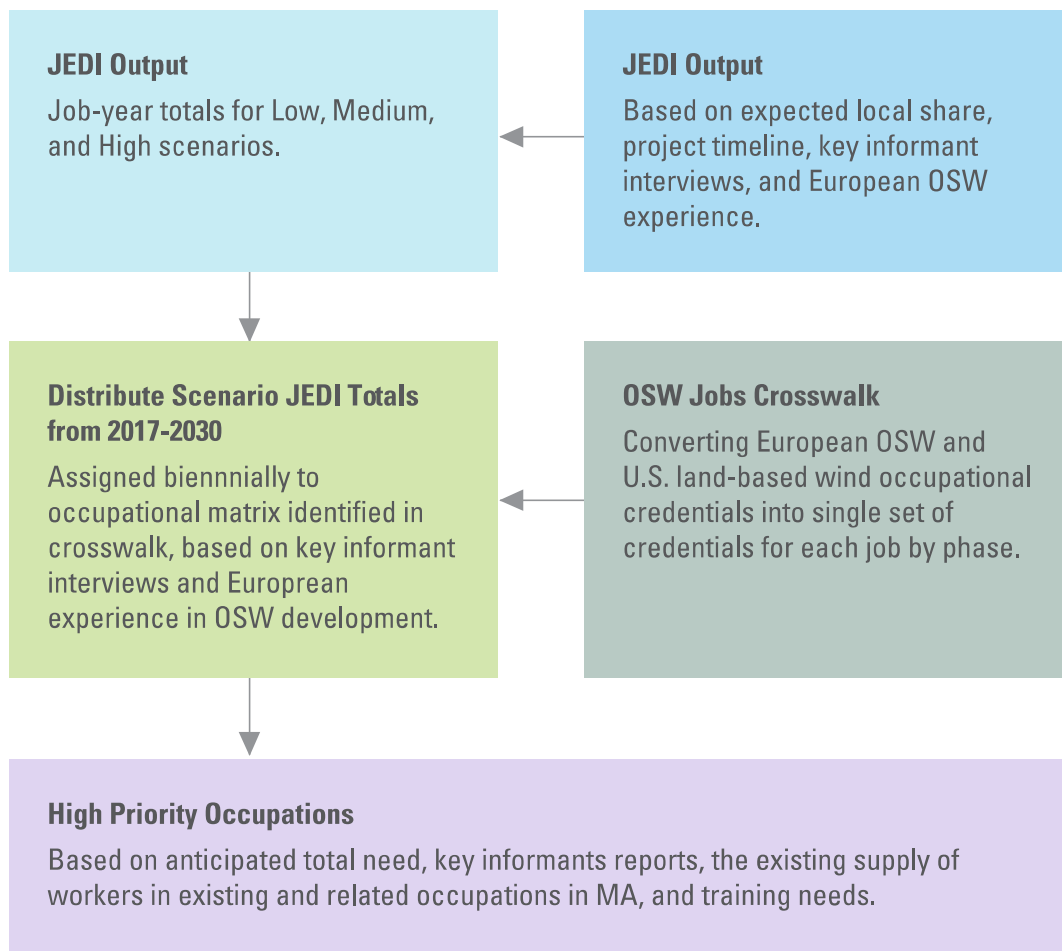 JEDI Output
Job-year totals for Low, Medium,
and High scenarios.
JEDI Output
Based on expected local share,
project timeline, key informant
interviews, and European OSW
experience.
Distribute Scenario JEDI Totals
from 2017-2030
Assigned biennnially to
occupational matrix identified in
crosswalk, based on key informant
interviews and Europrean
experience in OSW development.
OSW Jobs Crosswalk
Converting European OSW and
U.S. land-based wind occupational
credentials into single set of
credentials for each job by phase.
High Priority Occupations
Based on anticipated total need, key informants reports, the existing supply of
workers in existing and related occupations in MA, and training needs.